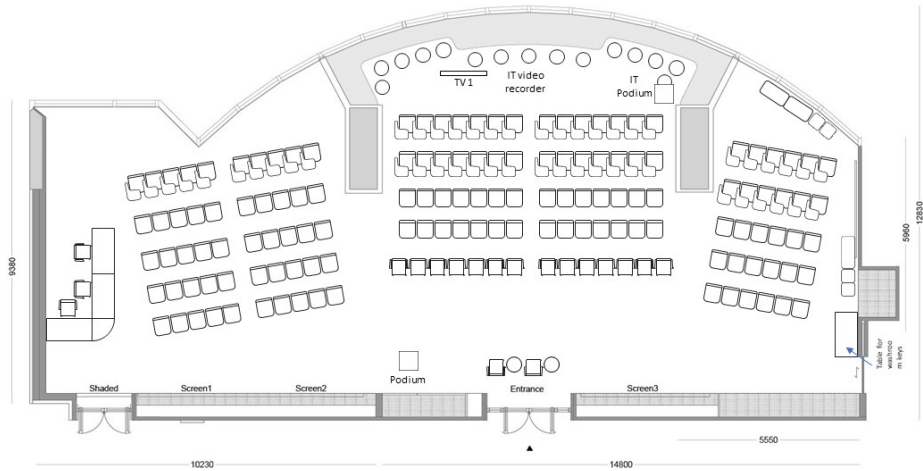 TV 1
IT video
recorder
IT
Podium
9380
5960
12830
Table for
washroo
m keys
Podium
Shaded
Screen1
Screen2
Entrance
Screen3
5550
10230
14800